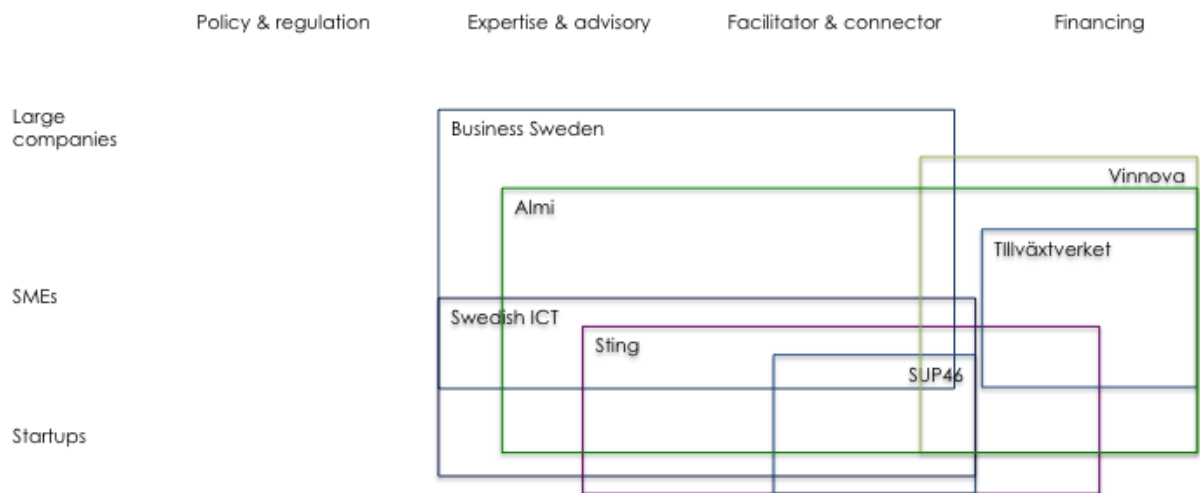 Policy & regulation
Expertise & advisory
Facilitator & connector
Financing
Large
companies
Business Sweden
Vinnova
Almi
TIllväxtverket
SMEs
Swedish ICT
Sting
SUP46
Startups